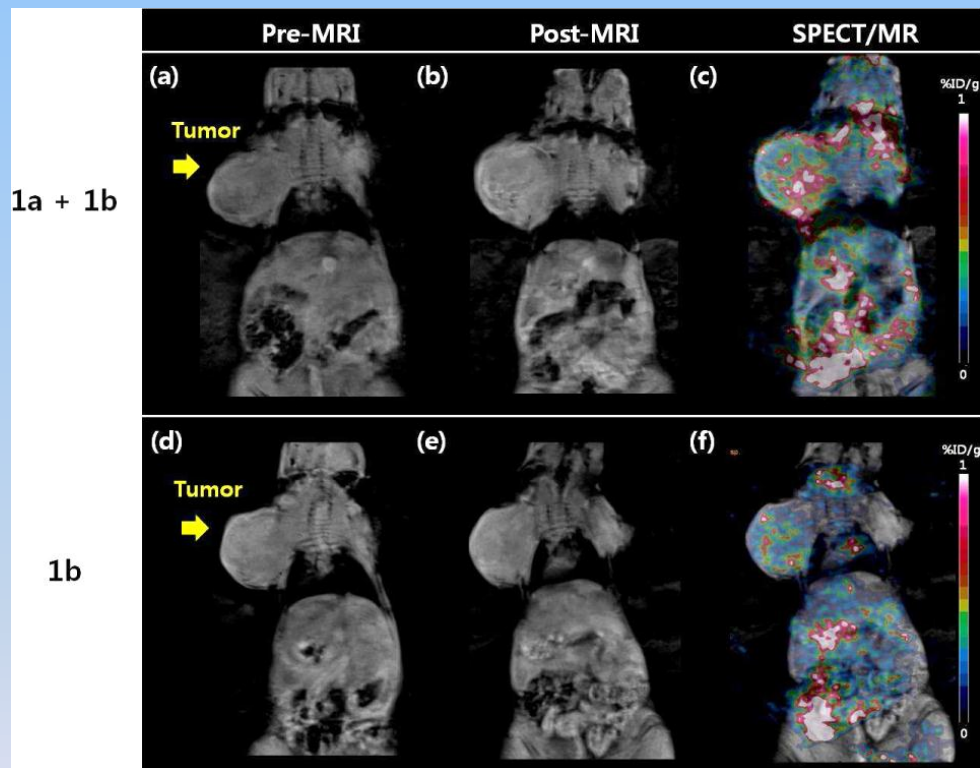 Pre-MRI Post-MRI SPECT/MR
(a) (b) (c)
%ID/g
1
Tumor
1a + 1b
0
(d) (e) (f)
%ID/g
1
Tumor
1b
0